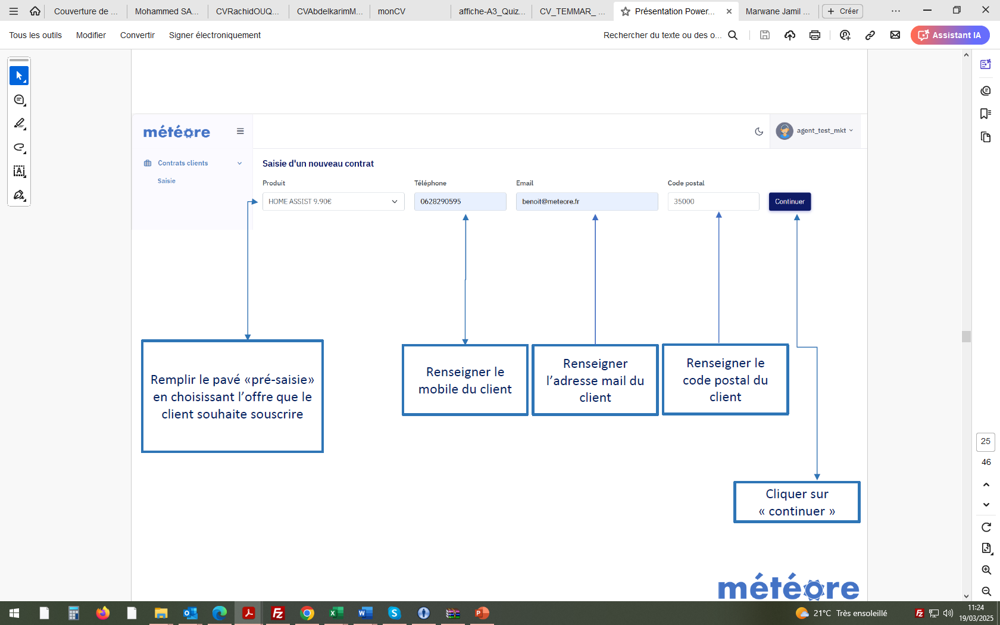 Couverture de ...
Mohammed SA...
CVRachidOUQ...
CVAbdelkarimM...
monCV
affiche-A3_Quiz...
CV_TEMMAR_ ...
Présentation Power...
Marwane Jamil ...
Créer
Tous les outils
Modifier
Convertir
Signer électroniquement
Rechercher du texte ou des o...
Assistant IA
météore
agent_test_mkt
Contrats clients
Saisie
Saisie d'un nouveau contrat
Produit
Téléphone
Email
Code postal
HOME ASSIST 9.90€
0628290595
benoit@meteore.fr
35000
Continuer
Remplir le pavé «pré-saisie»
en choisissant l’offre que le
client souhaite souscrire
Renseigner le
mobile du client
Renseigner
l’adresse mail du
client
Renseigner le
code postal du
client
Cliquer sur
« continuer »
météore
25
46
21°C Très ensoleillé
11:24
19/03/2025